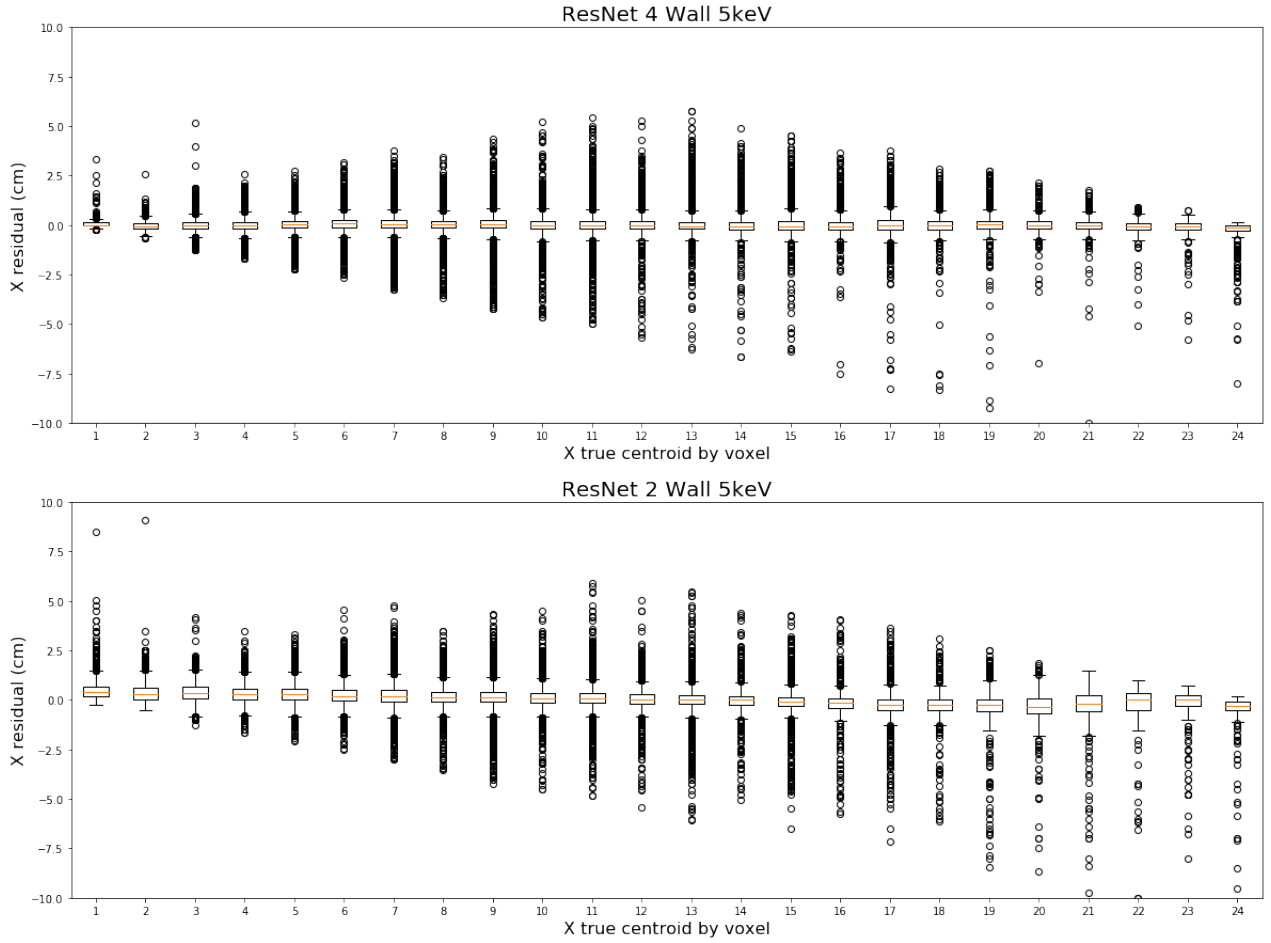 ResNet 4 Wall 5keV
10.0
7.5
5.0
2.5
0.0
−2.5
−5.0
−7.5
−10.0
X residual (cm)
1 2 3 4 5 6 7 8 9 10 11 12 13 14 15 16 17 18 19 20 21 22 23 24
X true centroid by voxel
ResNet 2 Wall 5keV
10.0
7.5
5.0
2.5
0.0
−2.5
−5.0
−7.5
−10.0
X residual (cm)
1 2 3 4 5 6 7 8 9 10 11 12 13 14 15 16 17 18 19 20 21 22 23 24
X true centroid by voxel